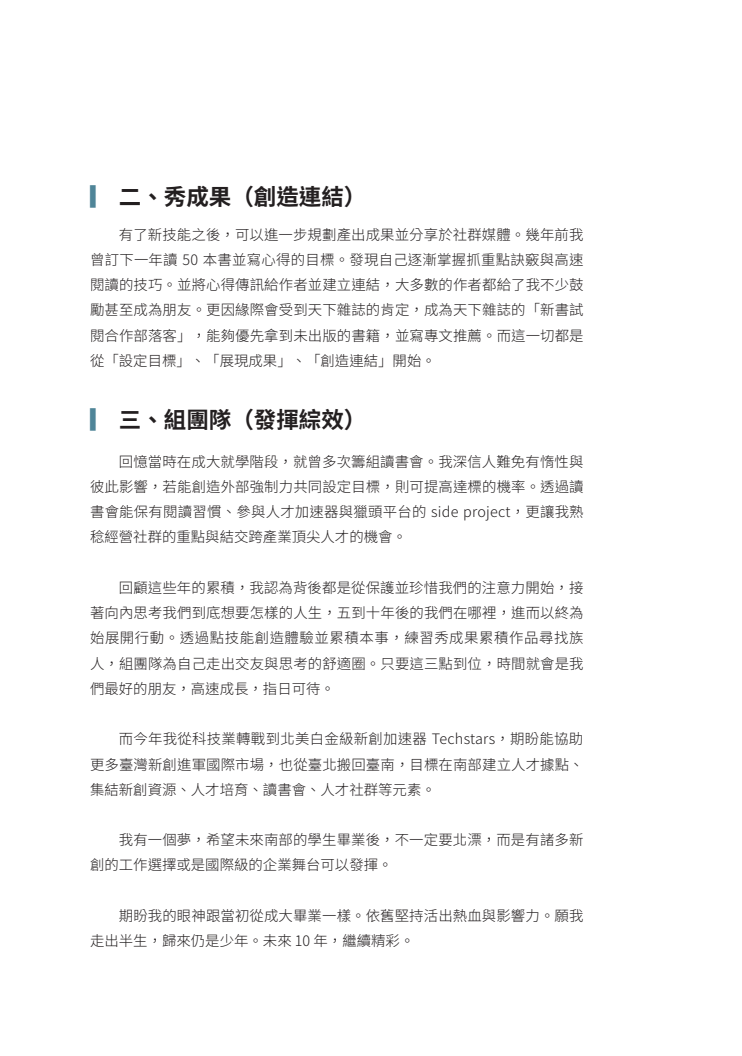 二、秀成果（創造連結）
有了新技能之後，可以進一步規劃產出成果並分享於社群媒體。幾年前我
曾訂下一年讀 50 本書並寫心得的目標。發現自己逐漸掌握抓重點訣竅與高速
閱讀的技巧。並將心得傳訊給作者並建立連結，大多數的作者都給了我不少鼓
勵甚至成為朋友。更因緣際會受到天下雜誌的肯定，成為天下雜誌的「新書試
閱合作部落客」，能夠優先拿到未出版的書籍，並寫專文推薦。而這一切都是
從「設定目標」、「展現成果」、「創造連結」開始。
三、組團隊（發揮綜效）
回憶當時在成大就學階段，就曾多次籌組讀書會。我深信人難免有惰性與
彼此影響，若能創造外部強制力共同設定目標，則可提高達標的機率。透過讀
書會能保有閱讀習慣、參與人才加速器與獵頭平台的 side project，更讓我熟
稔經營社群的重點與結交跨產業頂尖人才的機會。
回顧這些年的累積，我認為背後都是從保護並珍惜我們的注意力開始，接
著向內思考我們到底想要怎樣的人生，五到十年後的我們在哪裡，進而以終為
始展開行動。透過點技能創造體驗並累積本事，練習秀成果累積作品尋找族
人，組團隊為自己走出交友與思考的舒適圈。只要這三點到位，時間就會是我
們最好的朋友，高速成長，指日可待。
而今年我從科技業轉戰到北美白金級新創加速器 Techstars，期盼能協助
更多臺灣新創進軍國際市場，也從臺北搬回臺南，目標在南部建立人才據點、
集結新創資源、人才培育、讀書會、人才社群等元素。
我有一個夢，希望未來南部的學生畢業後，不一定要北漂，而是有諸多新
創的工作選擇或是國際級的企業舞台可以發揮。
期盼我的眼神跟當初從成大畢業一樣。依舊堅持活出熱血與影響力。願我
走出半生，歸來仍是少年。未來 10 年，繼續精彩。